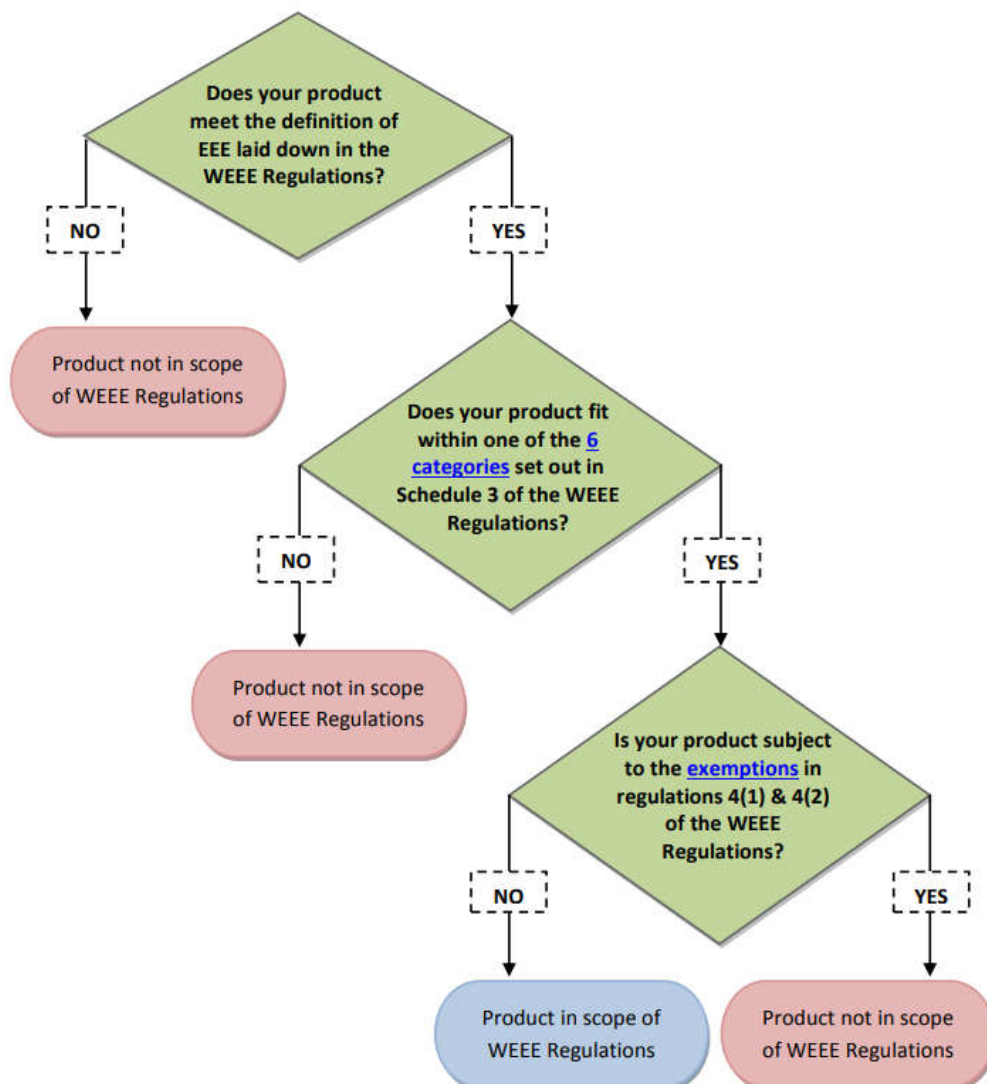 Does your product
meet the definition of
EEE laid down in the
WEEE Regulations?
NO
YES
Product not in scope
of WEEE Regulations
Does your product fit
within one of the 6
categories set out in
Schedule 3 of the WEEE
Regulations?
NO
YES
Product not in scope
of WEEE Regulations
Is your product subject
to the exemptions in
regulations 4(1) & 4(2)
of the WEEE
Regulations?
NO
YES
Product in scope of
WEEE Regulations
Product not in scope
of WEEE Regulations